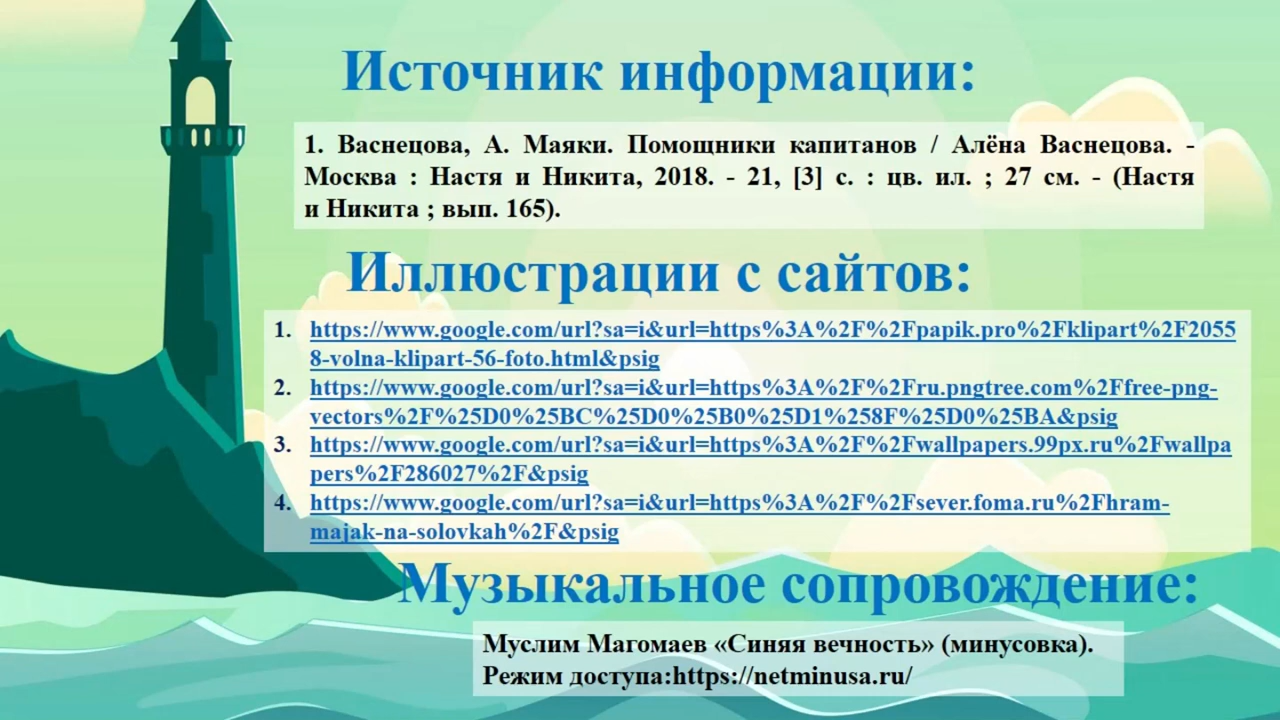 Источник информации:
1. Васнецова, А. Маяки. Помощники капитанов / Алёна Васнецова. -
Москва : Настя и Никита, 2018. - 21, [3] с. : цв. ил. ; 27 см. - (Настя
и Никита ; вып. 165).
Иллюстрации с сайтов:
1. https://www.google.com/url?sa=i&url=https%3A%2F%2Fpapik.pro%2Fklipart%2F2055
8-volna-klipart-56-foto.html&psig
2. https://www.google.com/url?sa=i&url=https%3A%2F%2Fru.pngtree.com%2Ffree-png-
vectors%2F%25D0%25BC%25D0%25B0%25D1%258F%25D0%25BA&psig
3. https://www.google.com/url?sa=i&url=https%3A%2F%2Fwallpapers.99px.ru%2Fwallpa
pers%2F286027%2F&psig
4. https://www.google.com/url?sa=i&url=https%3A%2F%2Fsever.foma.ru%2Fhram-
majak-na-solovkah%2F&psig
Музыкальное сопровождение:
Муслим Магомаев «Синяя вечность» (минусовка).
Режим доступа:https://netminusa.ru/